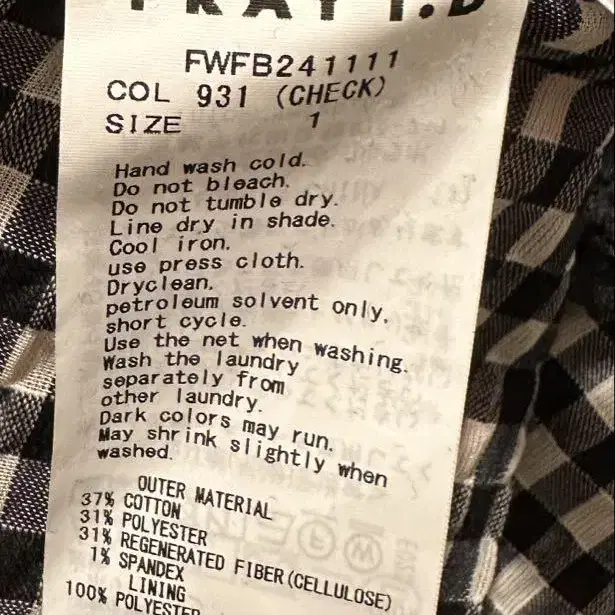 FRAY I.D
FWFB241111
COL 931 (CHECK)
SIZE 1
Hand wash cold.
Do not bleach.
Do not tumble dry.
Line dry in shade.
Cool iron.
use press cloth.
Dryclean.
petroleum solvent only,
short cycle.
Use the net when washing.
Wash the laundry
separately from
other laundry.
Dark colors may run.
May shrink slightly when
washed.
OUTER MATERIAL
37% COTTON
31% POLYESTER
31% REGENERATED FIBER(CELLULOSE)
1% SPANDEX
LINING
100% POLYESTER